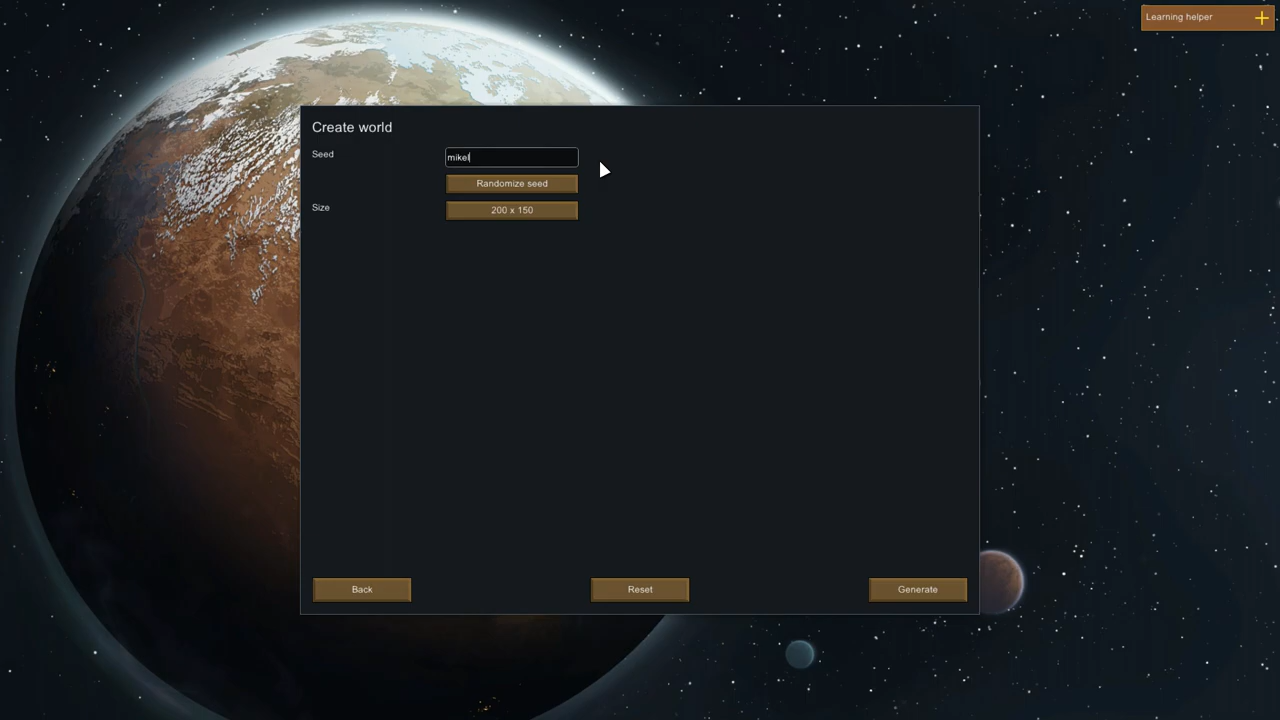 Learning helper
Create world
Seed
mikel
Randomize seed
Size
200 x 150
Back
Reset
Generate